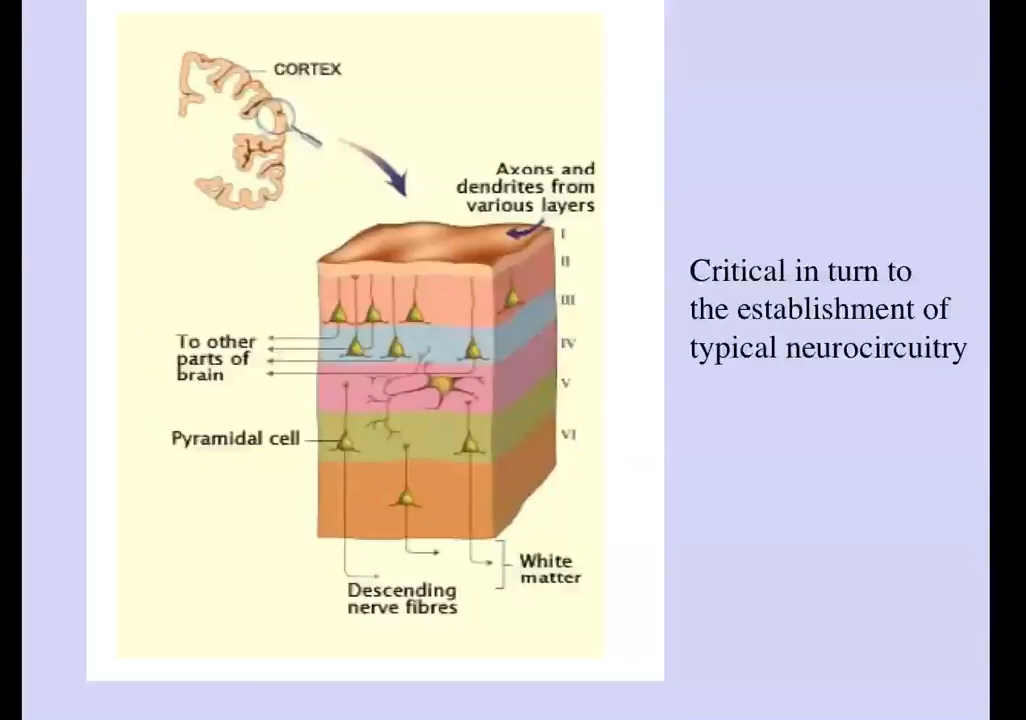 CORTEX
Axons and
dendrites from
various layers
I
II
III
To other
parts of
brain
IV
V
Pyramidal cell
VI
White
matter
Descending
nerve fibres
Critical in turn to
the establishment of
typical neurocircuitry